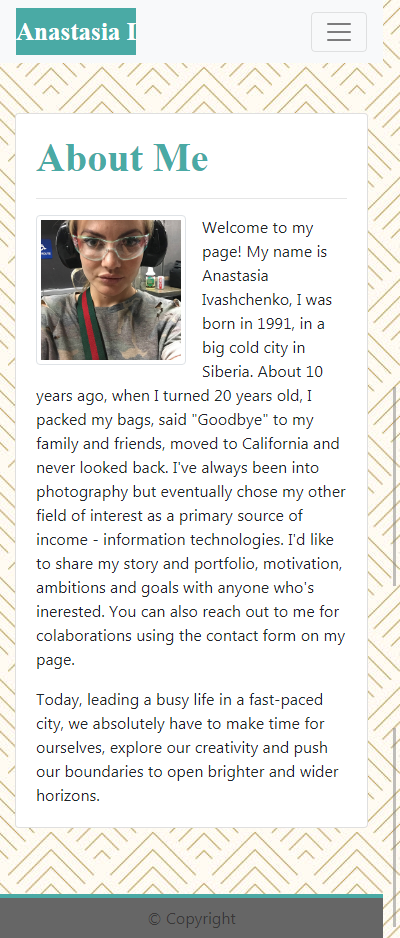 Anastasia I
About Me
Welcome to my
page! My name is
Anastasia
Ivashchenko, I was
born in 1991, in a
big cold city in
Siberia. About 10
years ago, when I turned 20 years old, I
packed my bags, said "Goodbye" to my
family and friends, moved to California and
never looked back. I've always been into
photography but eventually chose my other
field of interest as a primary source of
income - information technologies. I'd like
to share my story and portfolio, motivation,
ambitions and goals with anyone who's
inerested. You can also reach out to me for
colaborations using the contact form on my
page.
Today, leading a busy life in a fast-paced
city, we absolutely have to make time for
ourselves, explore our creativity and push
our boundaries to open brighter and wider
horizons.
© Copyright